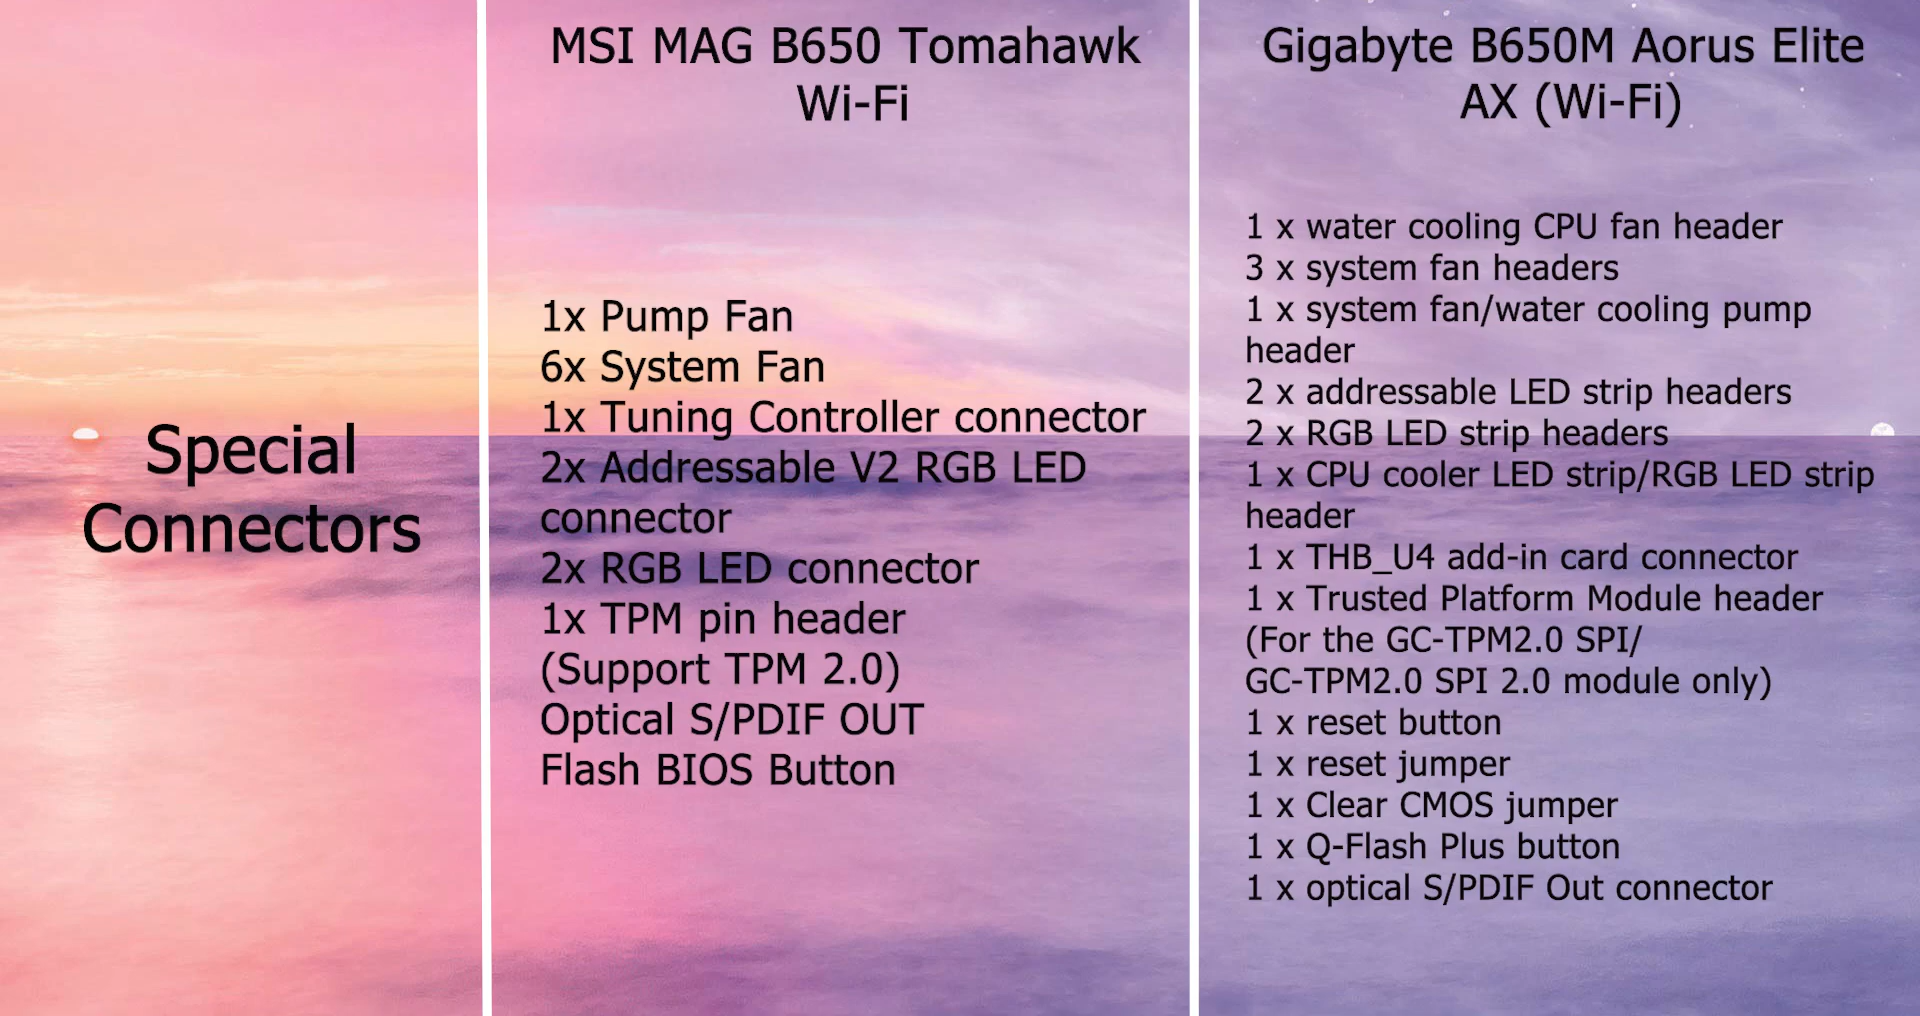 Special
Connectors
MSI MAG B650 Tomahawk
Wi-Fi
1x Pump Fan
6x System Fan
1x Tuning Controller connector
2x Addressable V2 RGB LED
connector
2x RGB LED connector
1x TPM pin header
(Support TPM 2.0)
Optical S/PDIF OUT
Flash BIOS Button
Gigabyte B650M Aorus Elite
AX (Wi-Fi)
1 x water cooling CPU fan header
3 x system fan headers
1 x system fan/water cooling pump
header
2 x addressable LED strip headers
2 x RGB LED strip headers
1 x CPU cooler LED strip/RGB LED strip
header
1 x THB_U4 add-in card connector
1 x Trusted Platform Module header
(For the GC-TPM2.0 SPI/
GC-TPM2.0 SPI 2.0 module only)
1 x reset button
1 x reset jumper
1 x Clear CMOS jumper
1 x Q-Flash Plus button
1 x optical S/PDIF Out connector